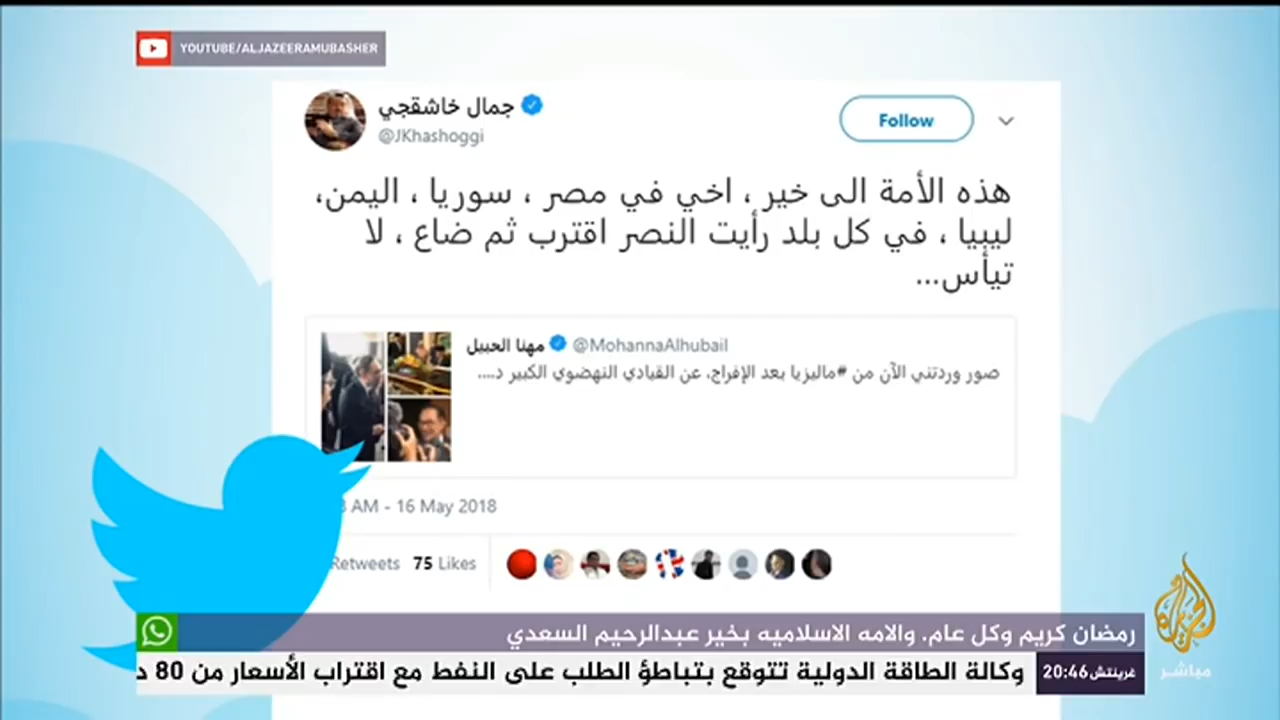 YOUTUBE/ALJAZEERAMUBASHER
جمال خاشقجي
@JKhashoggi
Follow
هذه الأمة الى خير ، اخي في مصر ، سوريا ، اليمن،
ليبيا ، في كل بلد رأيت النصر اقترب ثم ضاع ، لا
تيأس...
مهنا الحبيل @MohannaAlhubail
صور وردتني الآن من #ماليزيا بعد الإفراج، عن القيادي النهضوي الكبير د....
AM - 16 May 2018
Retweets 75 Likes
رمضان كريم وكل عام. والامه الاسلاميه بخير عبدالرحيم السعدي
غرينتش 20:46
وكالة الطاقة الدولية تتوقع بتباطؤ الطلب على النفط مع اقتراب الأسعار من 80 د
الجزيرة
مباشر